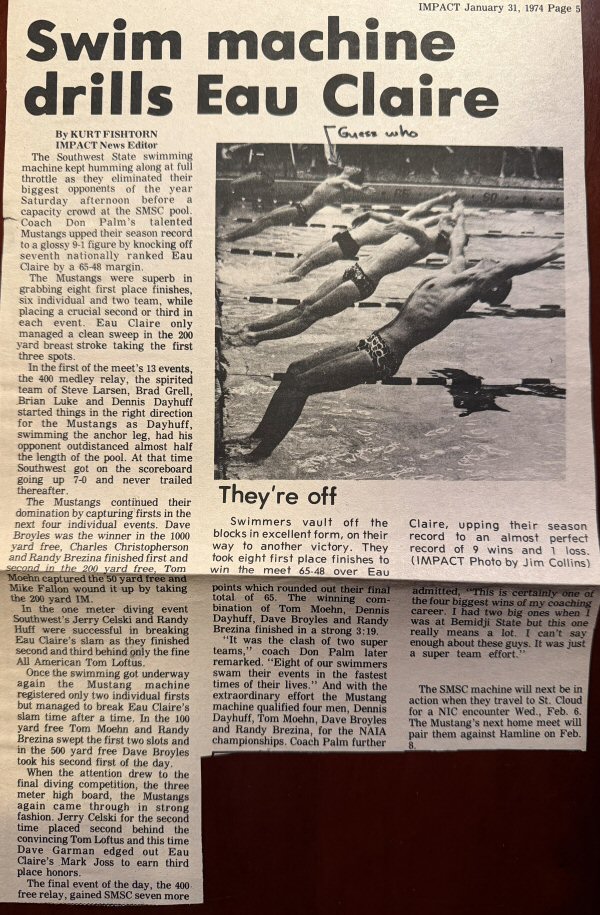 IMPACT January 31, 1974 Page 5
Swim machine
drills Eau Claire
Guess who
By KURT FISHTORN
IMPACT News Editor
The Southwest State swimming
machine kept humming along at full
throttle as they eliminated their
biggest opponents of the year
Saturday afternoon before a
capacity crowd at the SMSC pool.
Coach Don Palm's talented
Mustangs upped their season record
to a glossy 9-1 figure by knocking off
seventh nationally ranked Eau
Claire by a 65-48 margin.
The Mustangs were superb in
grabbing eight first place finishes,
six individual and two team, while
placing a crucial second or third in
each event. Eau Claire only
managed a clean sweep in the 200
yard breast stroke taking the first
three spots.
In the first of the meet's 13 events,
the 400 medley relay, the spirited
team of Steve Larsen, Brad Grell,
Brian Luke and Dennis Dayhuff
started things in the right direction
for the Mustangs as Dayhuff,
swimming the anchor leg, had his
opponent outdistanced almost half
the length of the pool. At that time
Southwest got on the scoreboard
going up 7-0 and never trailed
thereafter.
The Mustangs continued their
domination by capturing firsts in the
next four individual events. Dave
Broyles was the winner in the 1000
yard free, Charles Christopherson
and Randy Brezina finished first and
second in the 200 yard free, Tom
Moehn captured the 50 yard free and
Mike Fallon wound it up by taking
the 200 yard IM.
In the one meter diving event
Southwest's Jerry Celski and Randy
Huff were successful in breaking
Eau Claire's slam as they finished
second and third behind only the fine
All American Tom Loftus.
Once the swimming got underway
again the Mustang machine
registered only two individual firsts
but managed to break Eau Claire's
slam time after a time. In the 100
yard free Tom Moehn and Randy
Brezina swept the first two slots and
in the 500 yard free Dave Broyles
took his second first of the day.
When the attention drew to the
final diving competition, the three
meter high board, the Mustangs
again came through in strong
fashion. Jerry Celski for the second
time placed second behind the
convincing Tom Loftus and this time
Dave Garman edged out Eau
Claire's Mark Joss to earn third
place honors.
The final event of the day, the 400
free relay, gained SMSC seven more
They're off
Swimmers vault off the
blocks in excellent form, on their
way to another victory. They
took eight first place finishes to
win the meet 65-48 over Eau
Claire, upping their season
record to an almost perfect
record of 9 wins and 1 loss.
(IMPACT Photo by Jim Collins)
points which rounded out their final
total of 65. The winning com-
bination of Tom Moehn, Dennis
Dayhuff, Dave Broyles and Randy
Brezina finished in a strong 3:19.
"It was the clash of two super
teams," coach Don Palm later
remarked. "Eight of our swimmers
swam their events in the fastest
times of their lives." And with the
extraordinary effort the Mustang
machine qualified four men, Dennis
Dayhuff, Tom Moehn, Dave Broyles
and Randy Brezina, for the NAIA
championships. Coach Palm further
admitted, "This is certainly one of
the four biggest wins of my coaching
career. I had two big ones when I
was at Bemidji State but this one
really means a lot. I can't say
enough about these guys. It was just
a super team effort."
The SMSC machine will next be in
action when they travel to St. Cloud
for a NIC encounter Wed., Feb. 6.
The Mustang's next home meet will
pair them against Hamline on Feb.
8.